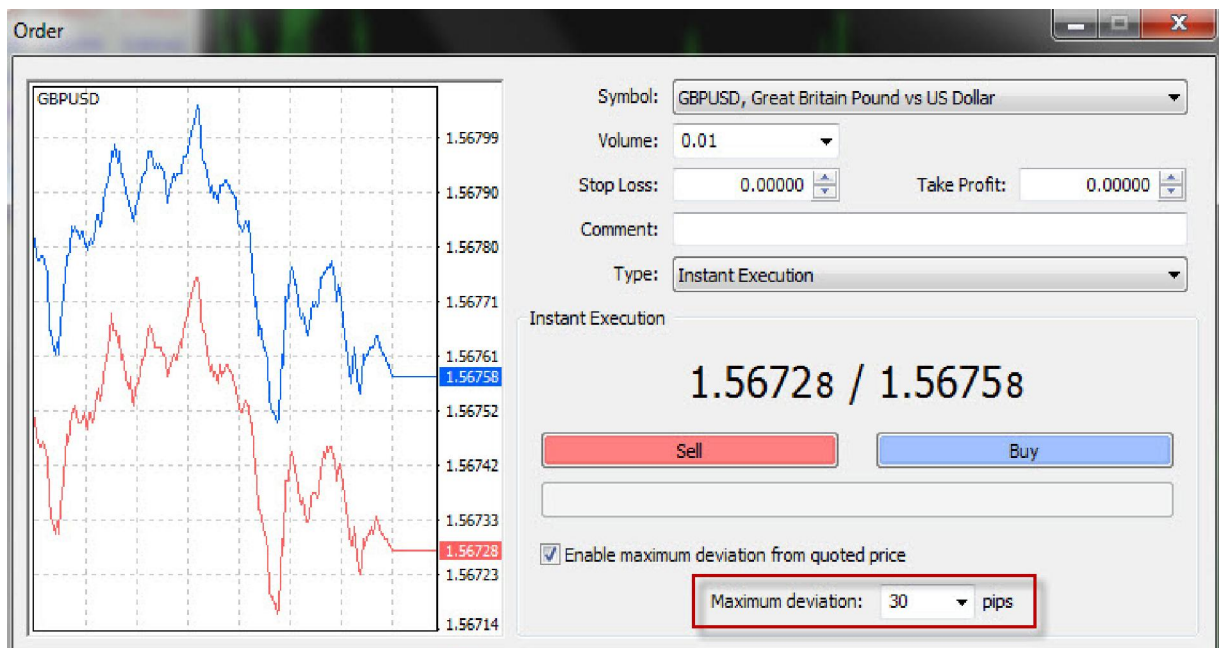 Order
GBPUSD
1.56799
1.56790
1.56780
1.56771
1.56761
1.56758
1.56752
1.56742
1.56733
1.56728
1.56723
1.56714
Symbol: GBPUSD, Great Britain Pound vs US Dollar
Volume: 0.01
Stop Loss: 0.00000 Take Profit: 0.00000
Comment:
Type: Instant Execution
Instant Execution
1.56728 / 1.56758
Sell Buy
Enable maximum deviation from quoted price
Maximum deviation: 30 pips